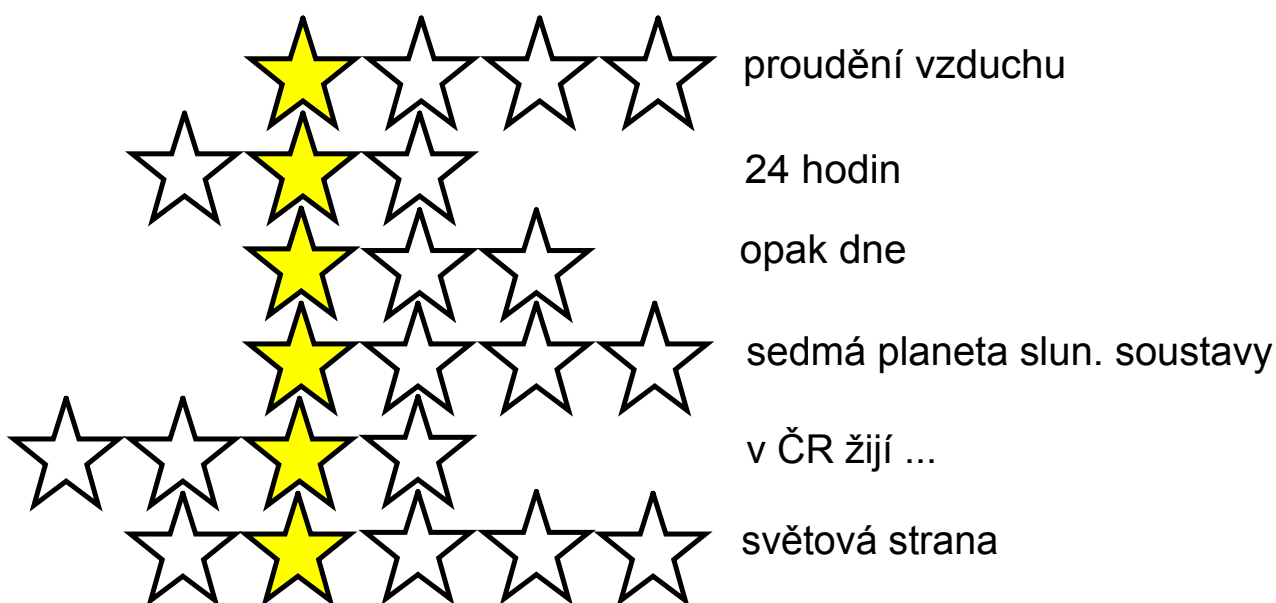 proudění vzduchu
24 hodin
opak dne
sedmá planeta slun. soustavy
v ČR žijí ...
světová strana